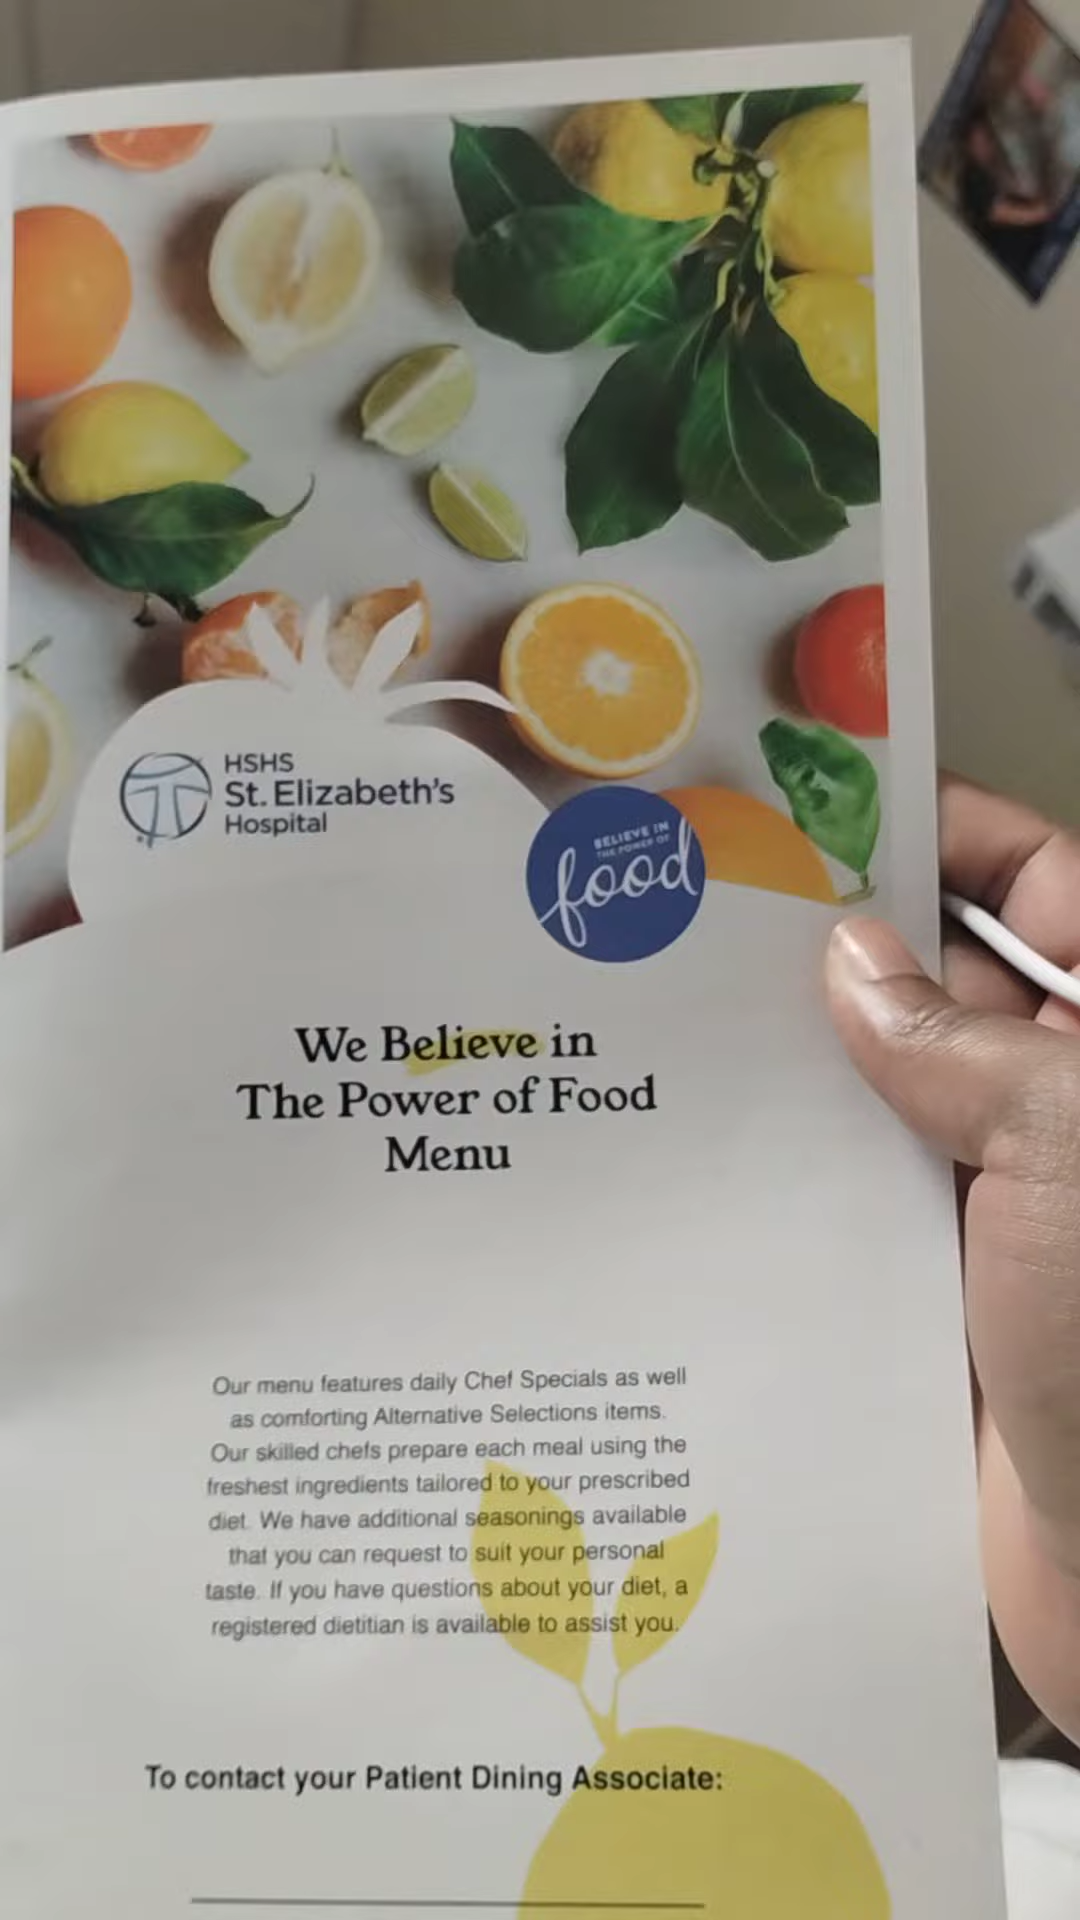 HSHS
St. Elizabeth's
Hospital
BELIEVE IN
THE POWER OF
food
We Believe in
The Power of Food
Menu
Our menu features daily Chef Specials as well
as comforting Alternative Selections items.
Our skilled chefs prepare each meal using the
freshest ingredients tailored to your prescribed
diet. We have additional seasonings available
that you can request to suit your personal
taste. If you have questions about your diet, a
registered dietitian is available to assist you.
To contact your Patient Dining Associate: